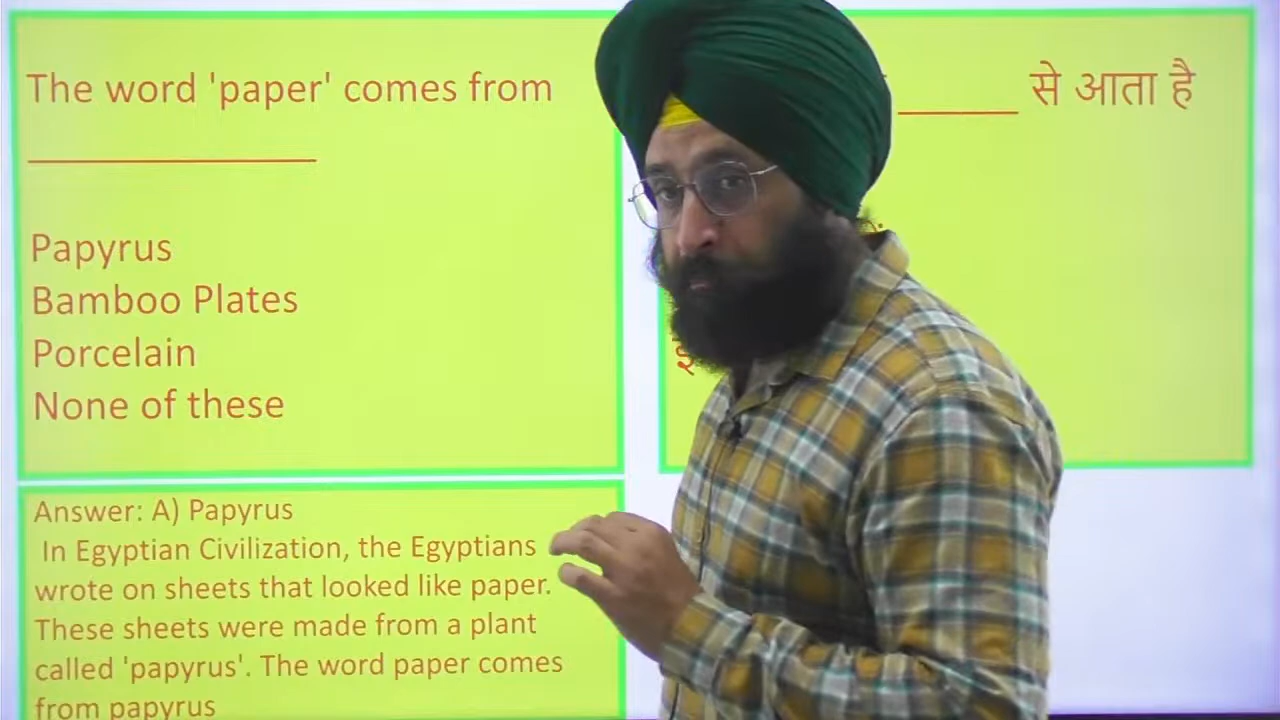 The word 'paper' comes from
____________
Papyrus
Bamboo Plates
Porcelain
None of these
Answer: A) Papyrus
In Egyptian Civilization, the Egyptians
wrote on sheets that looked like paper.
These sheets were made from a plant
called 'papyrus'. The word paper comes
from papyrus
_____ से आता है